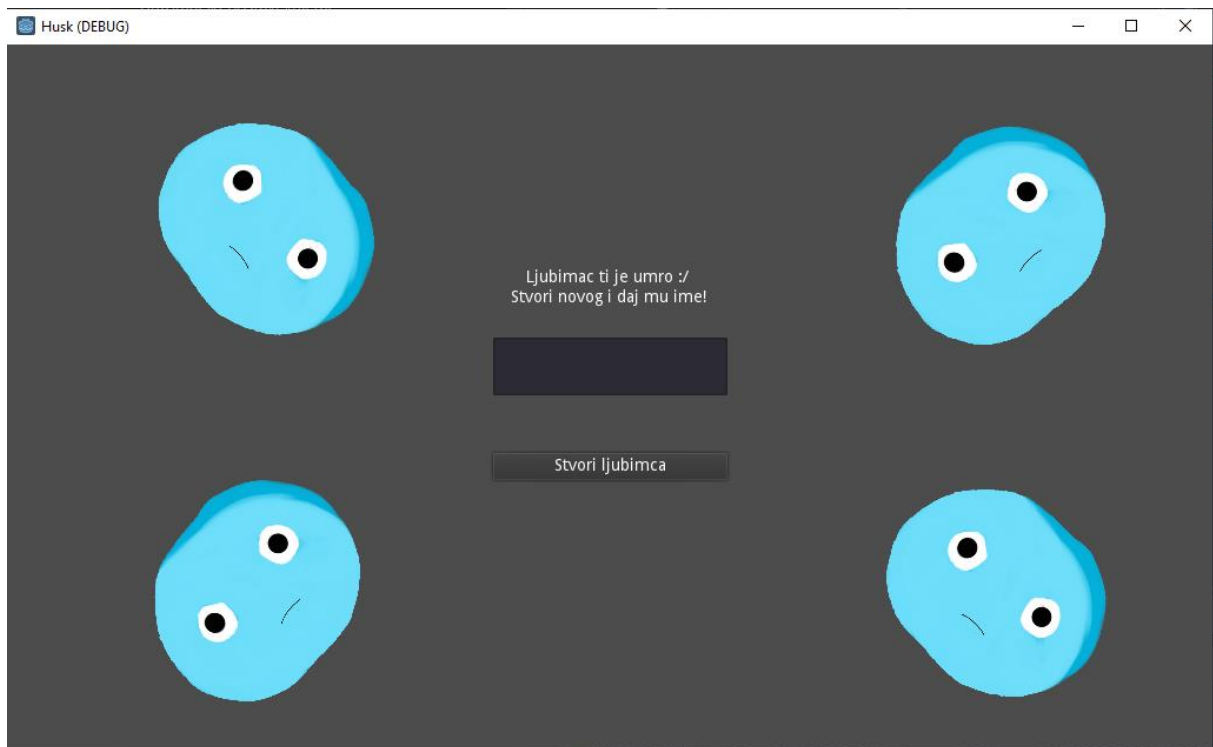 Husk (DEBUG)
Ljubimac ti je umro :/
Stvori novog i daj mu ime!
Stvori ljubimca